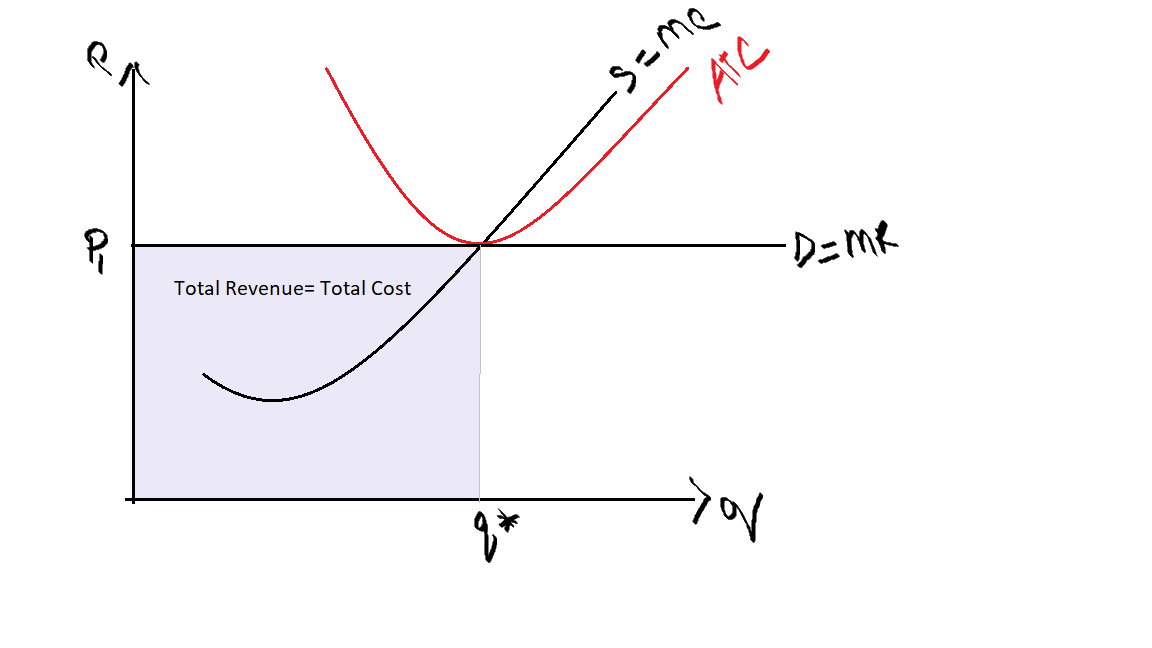 P
S=MC
ATC
P1
D=MR
Total Revenue= Total Cost
q*
q